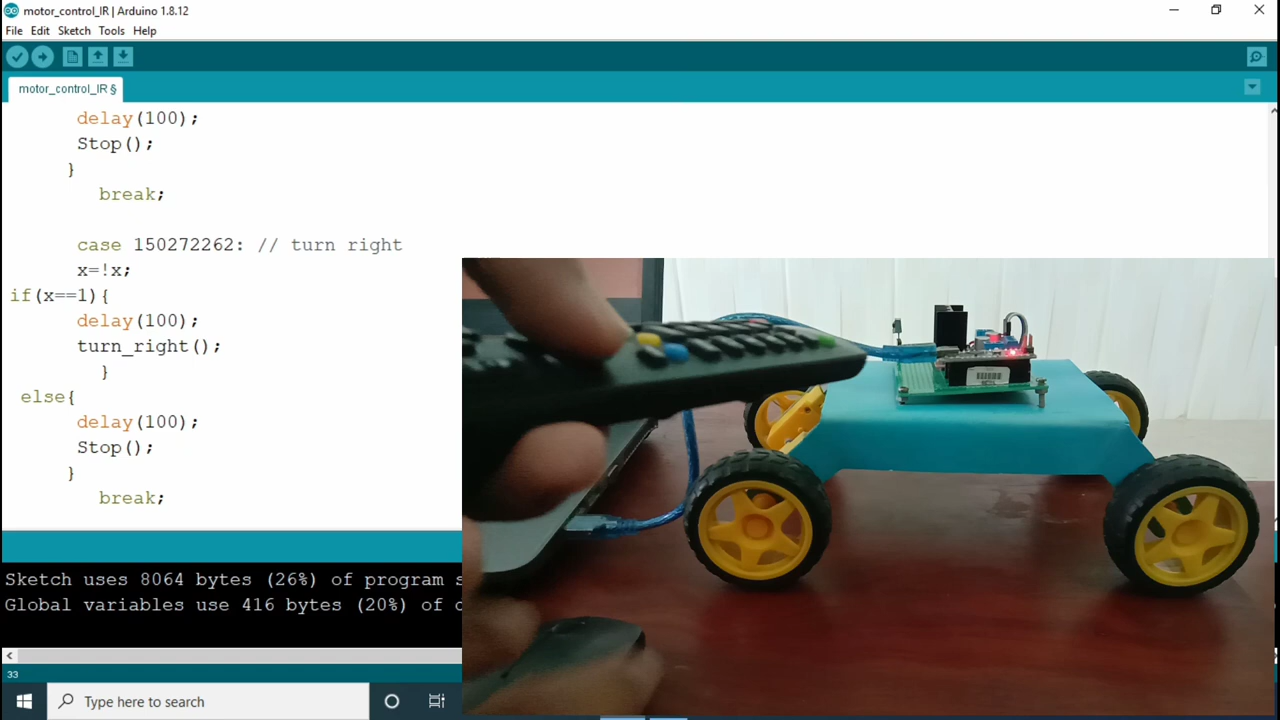 motor_control_IR | Arduino 1.8.12
File Edit Sketch Tools Help
motor_control_IR §
delay(100);
Stop();
}
break;
case 150272262: // turn right
x=!x;
if(x==1){
delay(100);
turn_right();
}
else{
delay(100);
Stop();
}
break;
Sketch uses 8064 bytes (26%) of program
Global variables use 416 bytes (20%) of
33
Type here to search